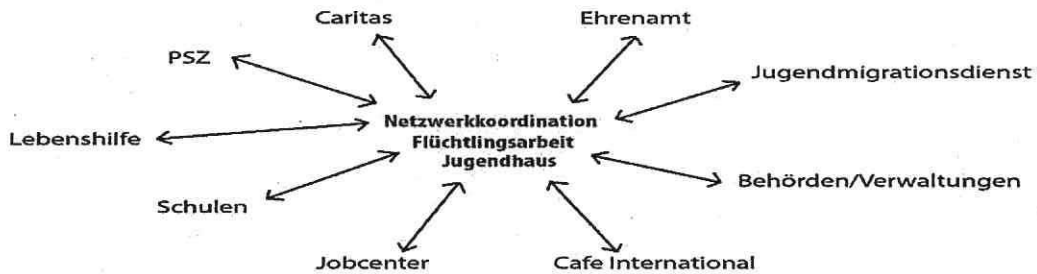 Caritas
Ehrenamt
PSZ
Jugendmigrationsdienst
Netzwerkkoordination
Flüchtlingsarbeit
Jugendhaus
Lebenshilfe
Behörden/Verwaltungen
Schulen
Jobcenter
Cafe International